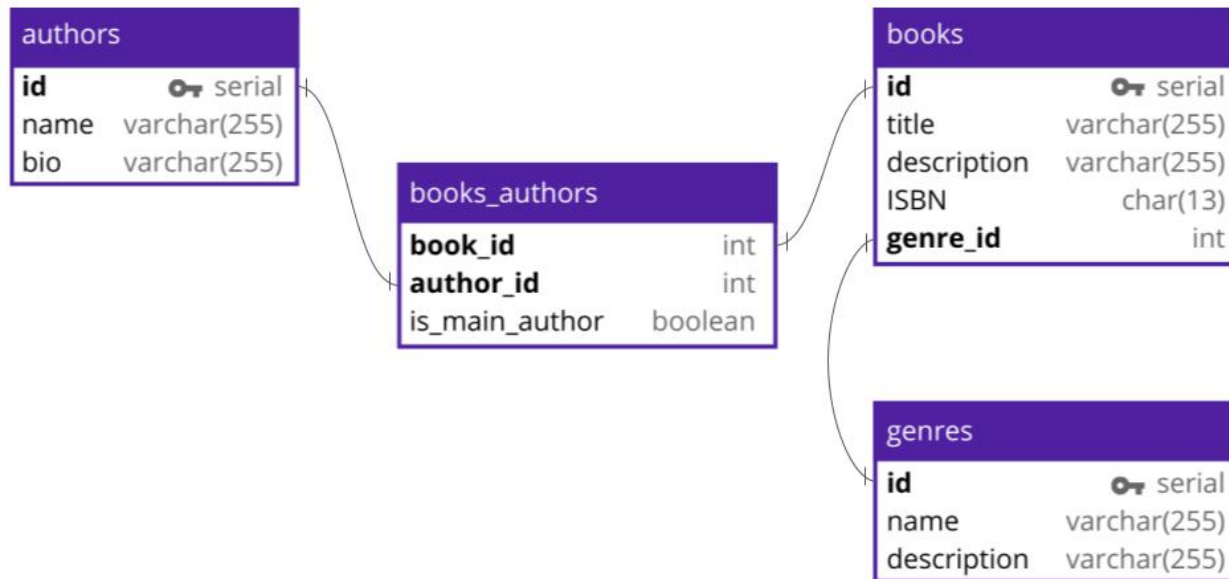 authors
id serial
name varchar(255)
bio varchar(255)
books_authors
book_id int
author_id int
is_main_author boolean
books
id serial
title varchar(255)
description varchar(255)
ISBN char(13)
genre_id int
genres
id serial
name varchar(255)
description varchar(255)